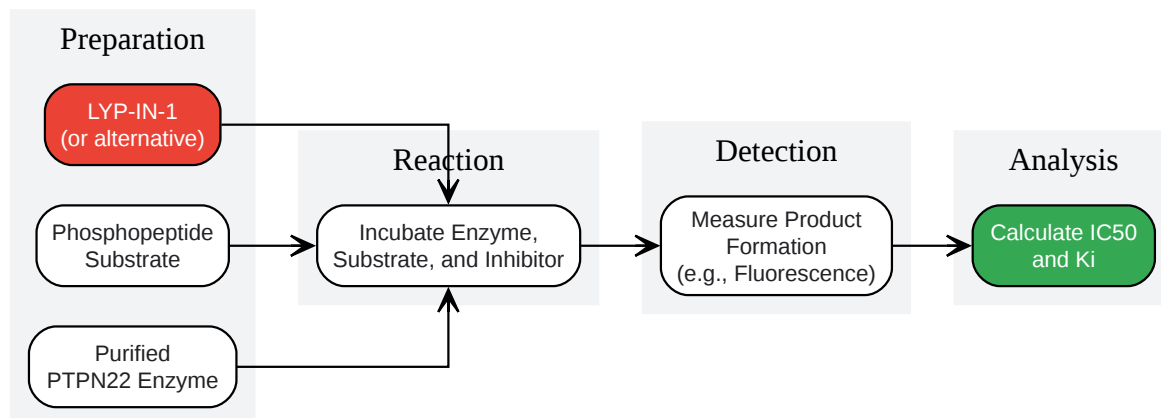 Preparation
LYP-IN-1
(or alternative)
Phosphopeptide
Substrate
Purified
PTPN22 Enzyme
Reaction
Incubate Enzyme,
Substrate, and Inhibitor
Detection
Measure Product
Formation
(e.g., Fluorescence)
Analysis
Calculate IC50
and Ki